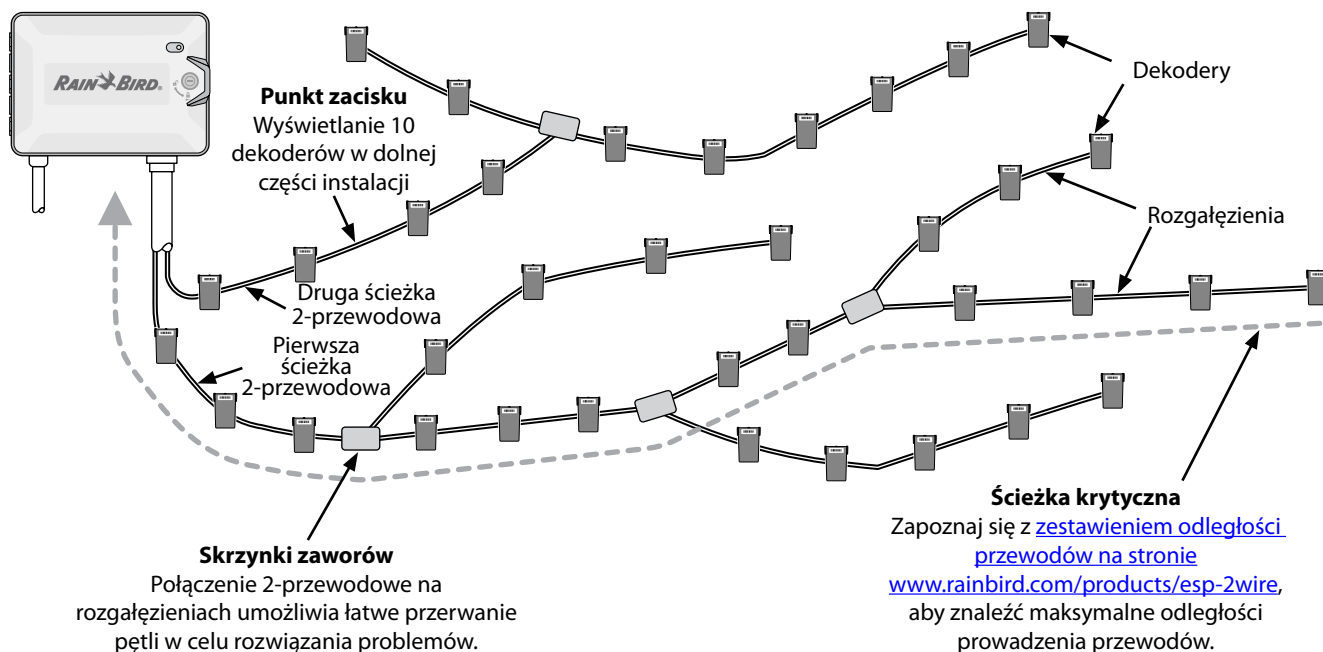 RAIN BIRD®
Punkt zacisku
Wyświetlanie 10
dekoderów w dolnej
części instalacji
Dekodery
Rozgałęzienia
Druga ścieżka
2-przewodowa
Pierwsza
ścieżka
2-przewodowa
Skrzynki zaworów
Połączenie 2-przewodowe na
rozgałęzieniach umożliwia łatwe przerwanie
pętli w celu rozwiązania problemów.
Ścieżka krytyczna
Zapoznaj się z zestawieniem odległości
przewodów na stronie
www.rainbird.com/products/esp-2wire,
aby znaleźć maksymalne odległości
prowadzenia przewodów.